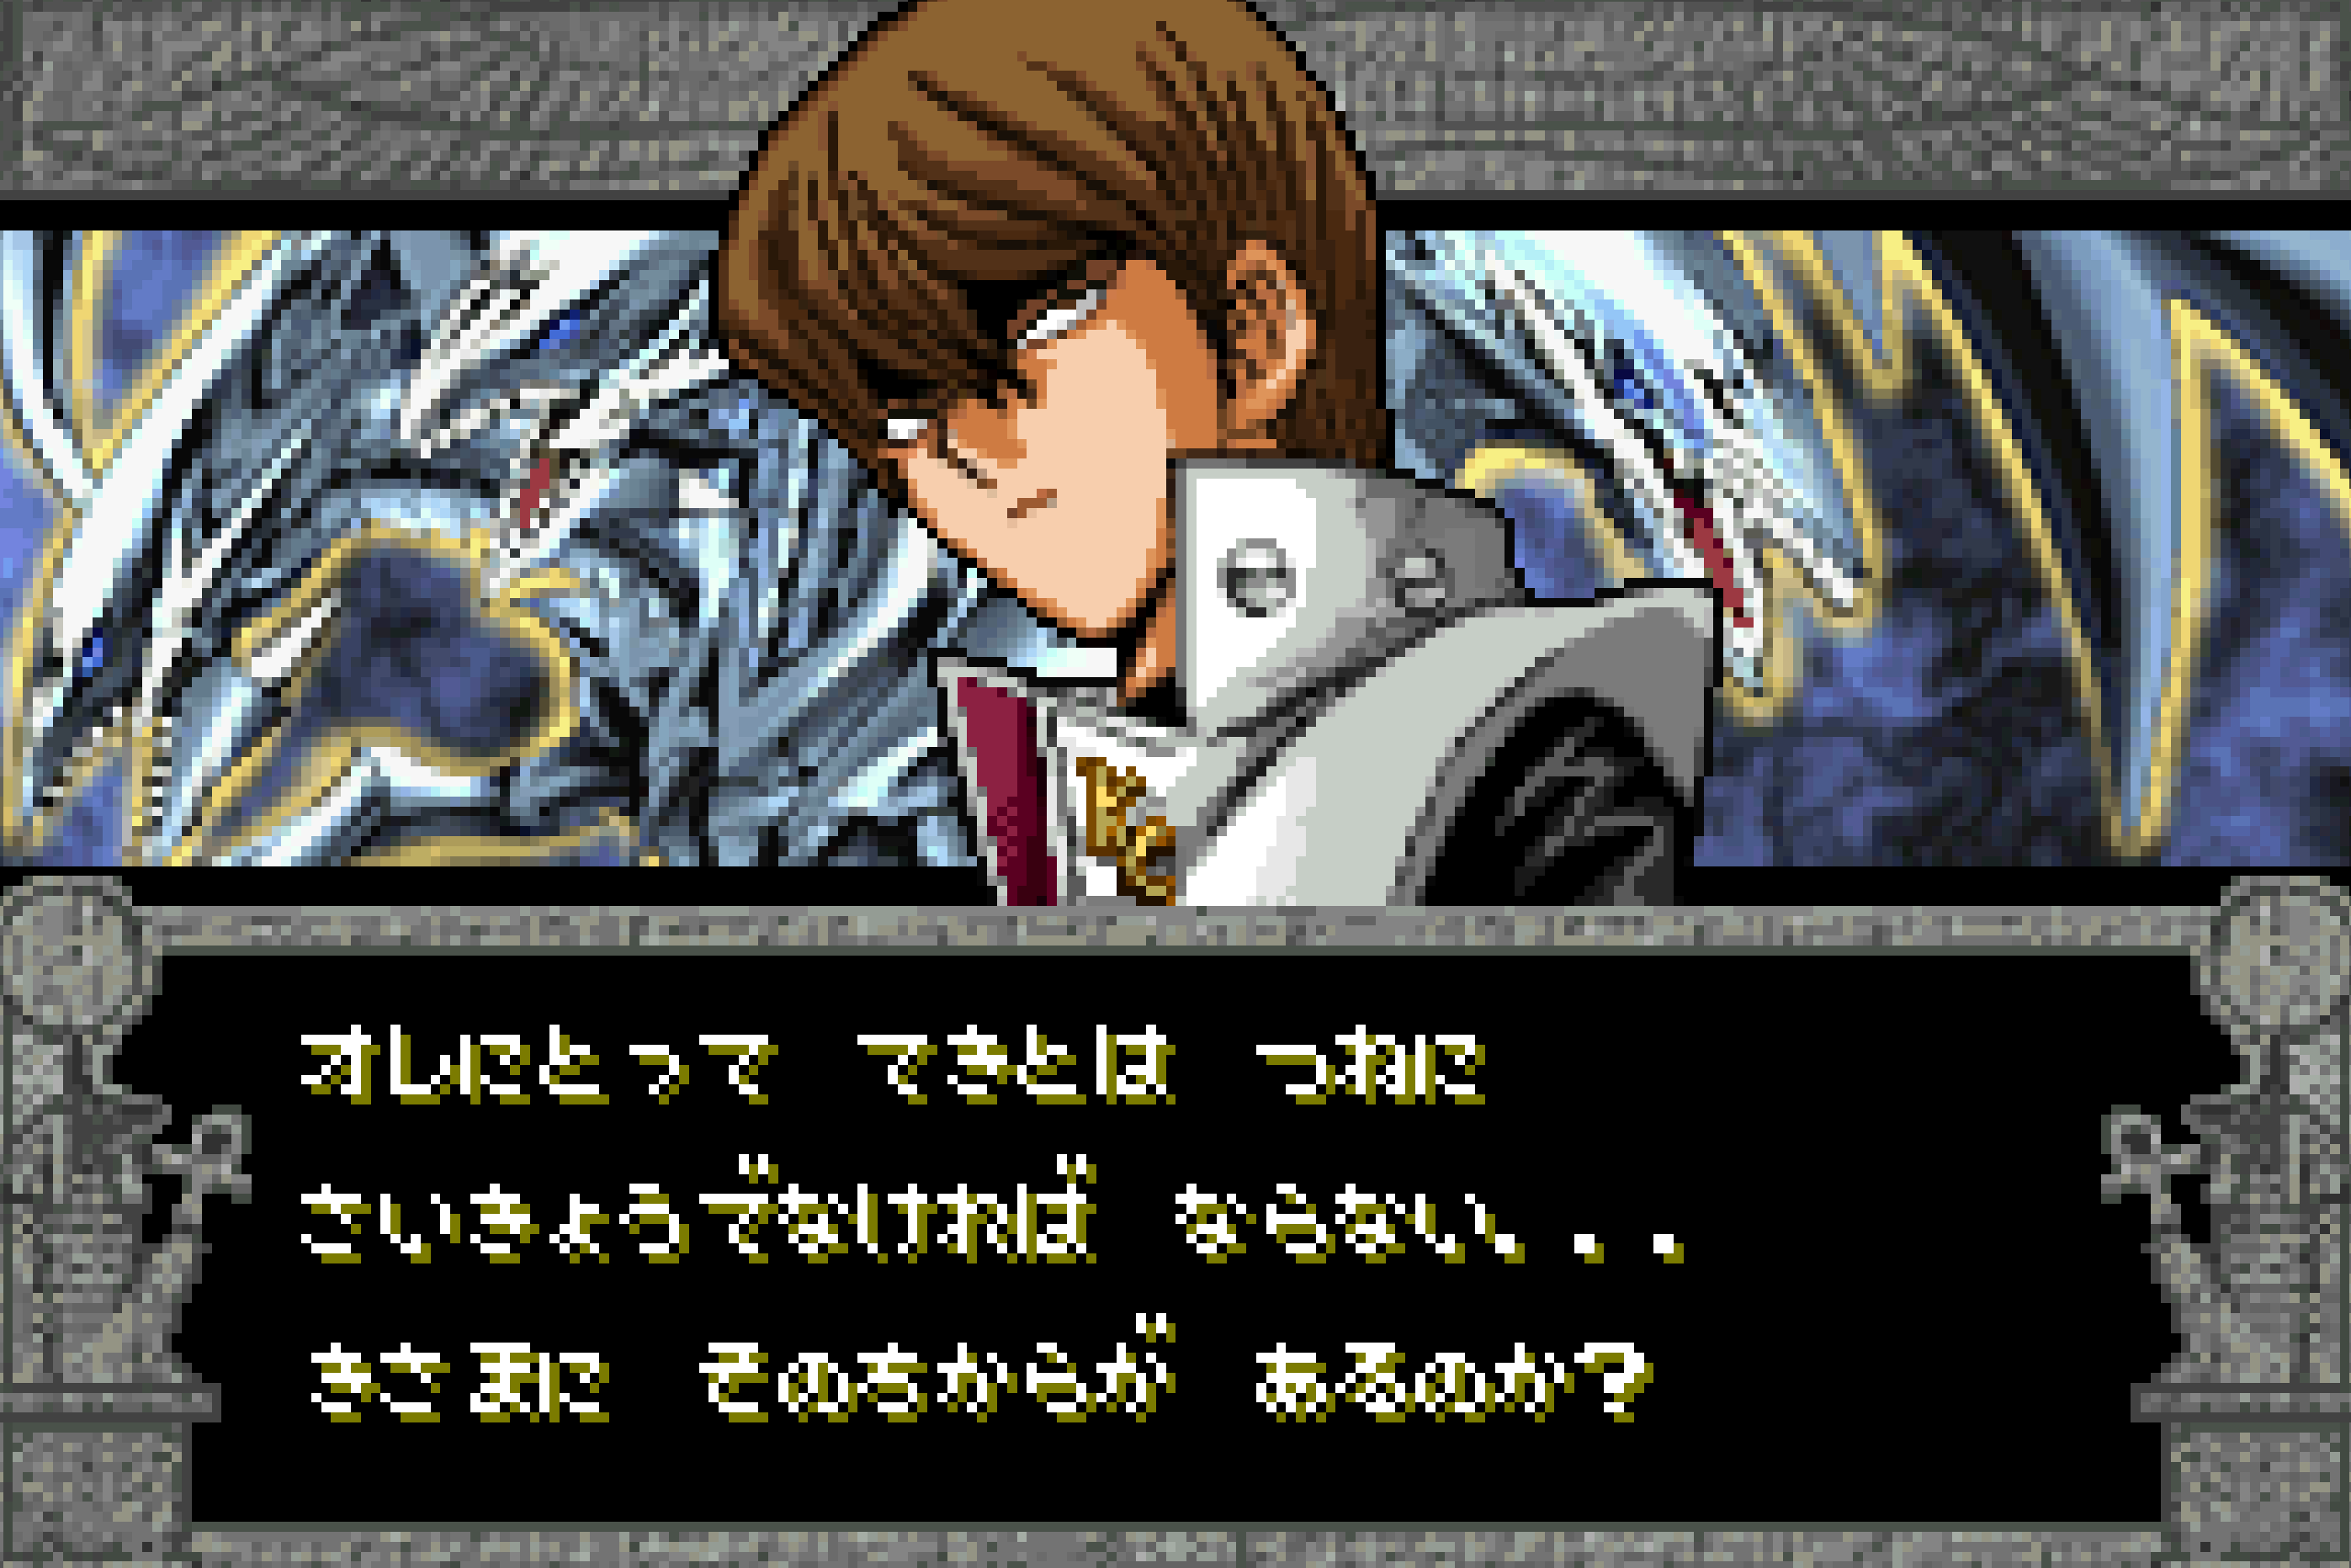 オレにとって てきとは つねに
さいきょうでなければ ならない...
きさまに そのちからが あるのか?
KC